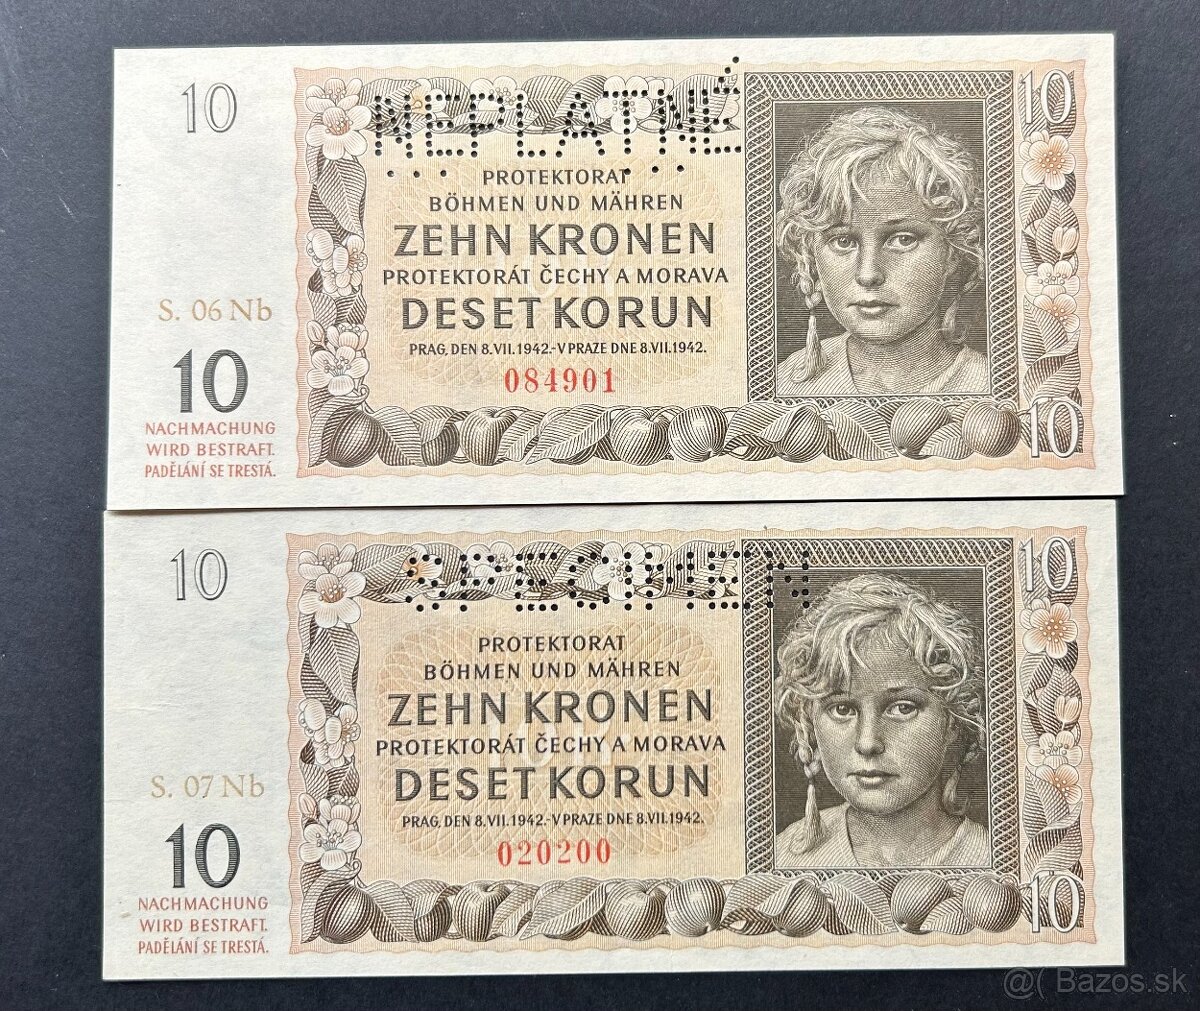 10
NEPLATNÉ
10
PROTEKTORAT
BÖHMEN UND MÄHREN
ZEHN KRONEN
PROTEKTORÁT ČECHY A MORAVA
DESET KORUN
PRAG, DEN 8.VII.1942.-V PRAZE DNE 8.VII.1942.
084901
S. 06 Nb
10
NACHMACHUNG
WIRD BESTRAFT.
PADĚLÁNÍ SE TRESTÁ.
10
10
SPECIMEN
10
PROTEKTORAT
BÖHMEN UND MÄHREN
ZEHN KRONEN
PROTEKTORÁT ČECHY A MORAVA
DESET KORUN
PRAG, DEN 8.VII.1942.-V PRAZE DNE 8.VII.1942.
020200
S. 07 Nb
10
NACHMACHUNG
WIRD BESTRAFT.
PADĚLÁNÍ SE TRESTÁ.
10
@( Bazos.sk